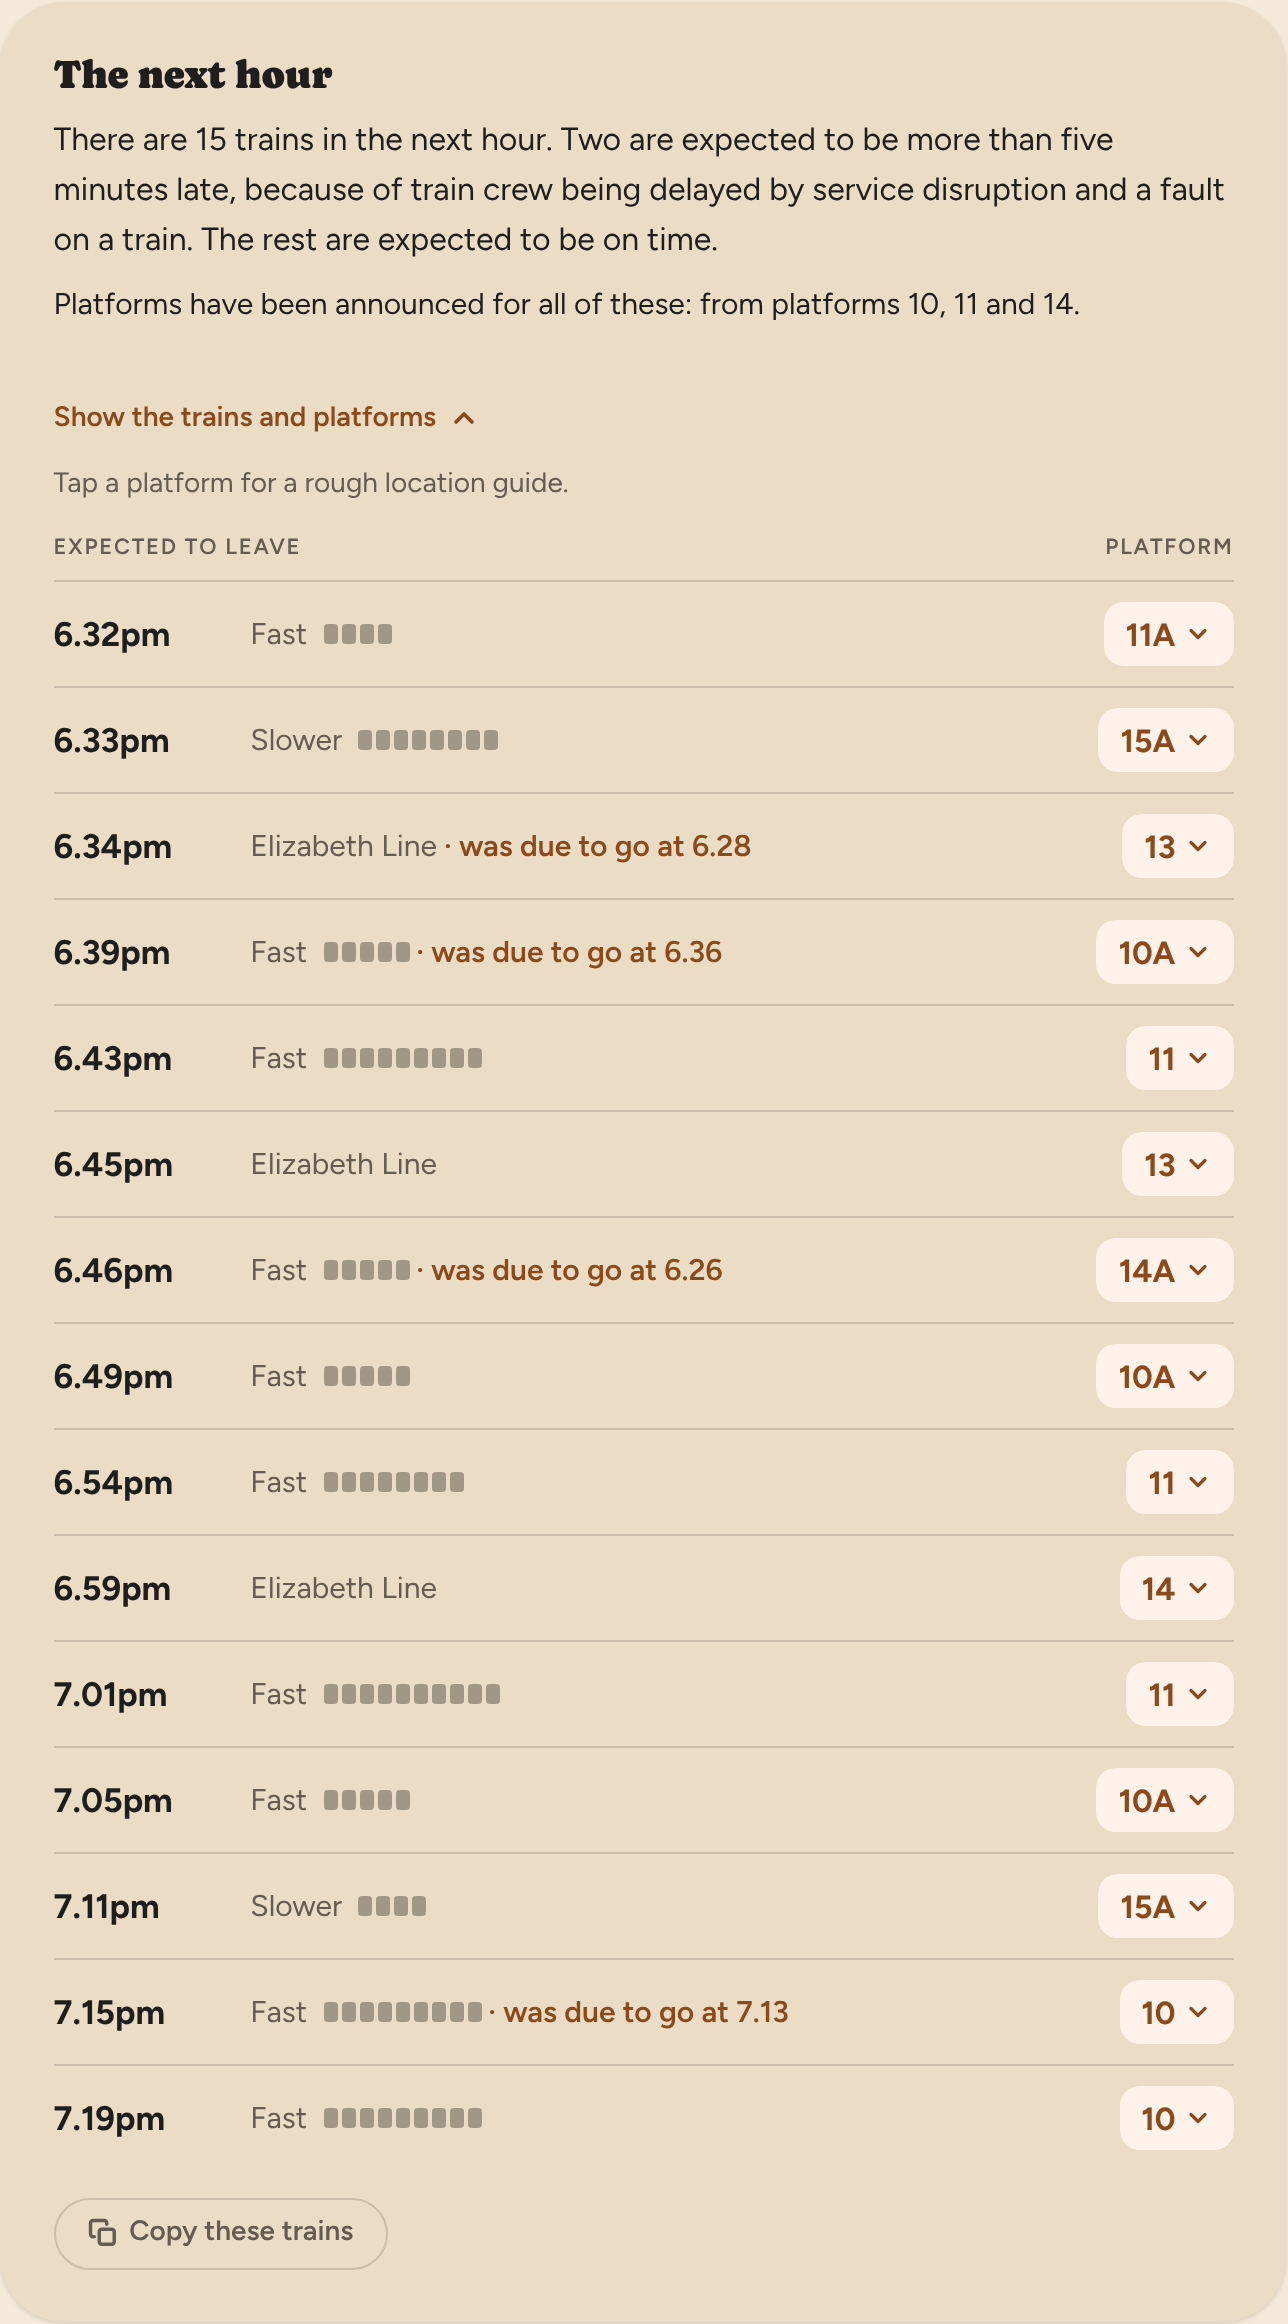 The next hour
There are 15 trains in the next hour. Two are expected to be more than five
minutes late, because of train crew being delayed by service disruption and a fault
on a train. The rest are expected to be on time.
Platforms have been announced for all of these: from platforms 10, 11 and 14.
Show the trains and platforms
Tap a platform for a rough location guide.
EXPECTED TO LEAVE PLATFORM
6.32pm Fast 11A
6.33pm Slower 15A
6.34pm Elizabeth Line · was due to go at 6.28 13
6.39pm Fast · was due to go at 6.36 10A
6.43pm Fast 11
6.45pm Elizabeth Line 13
6.46pm Fast · was due to go at 6.26 14A
6.49pm Fast 10A
6.54pm Fast 11
6.59pm Elizabeth Line 14
7.01pm Fast 11
7.05pm Fast 10A
7.11pm Slower 15A
7.15pm Fast · was due to go at 7.13 10
7.19pm Fast 10
Copy these trains